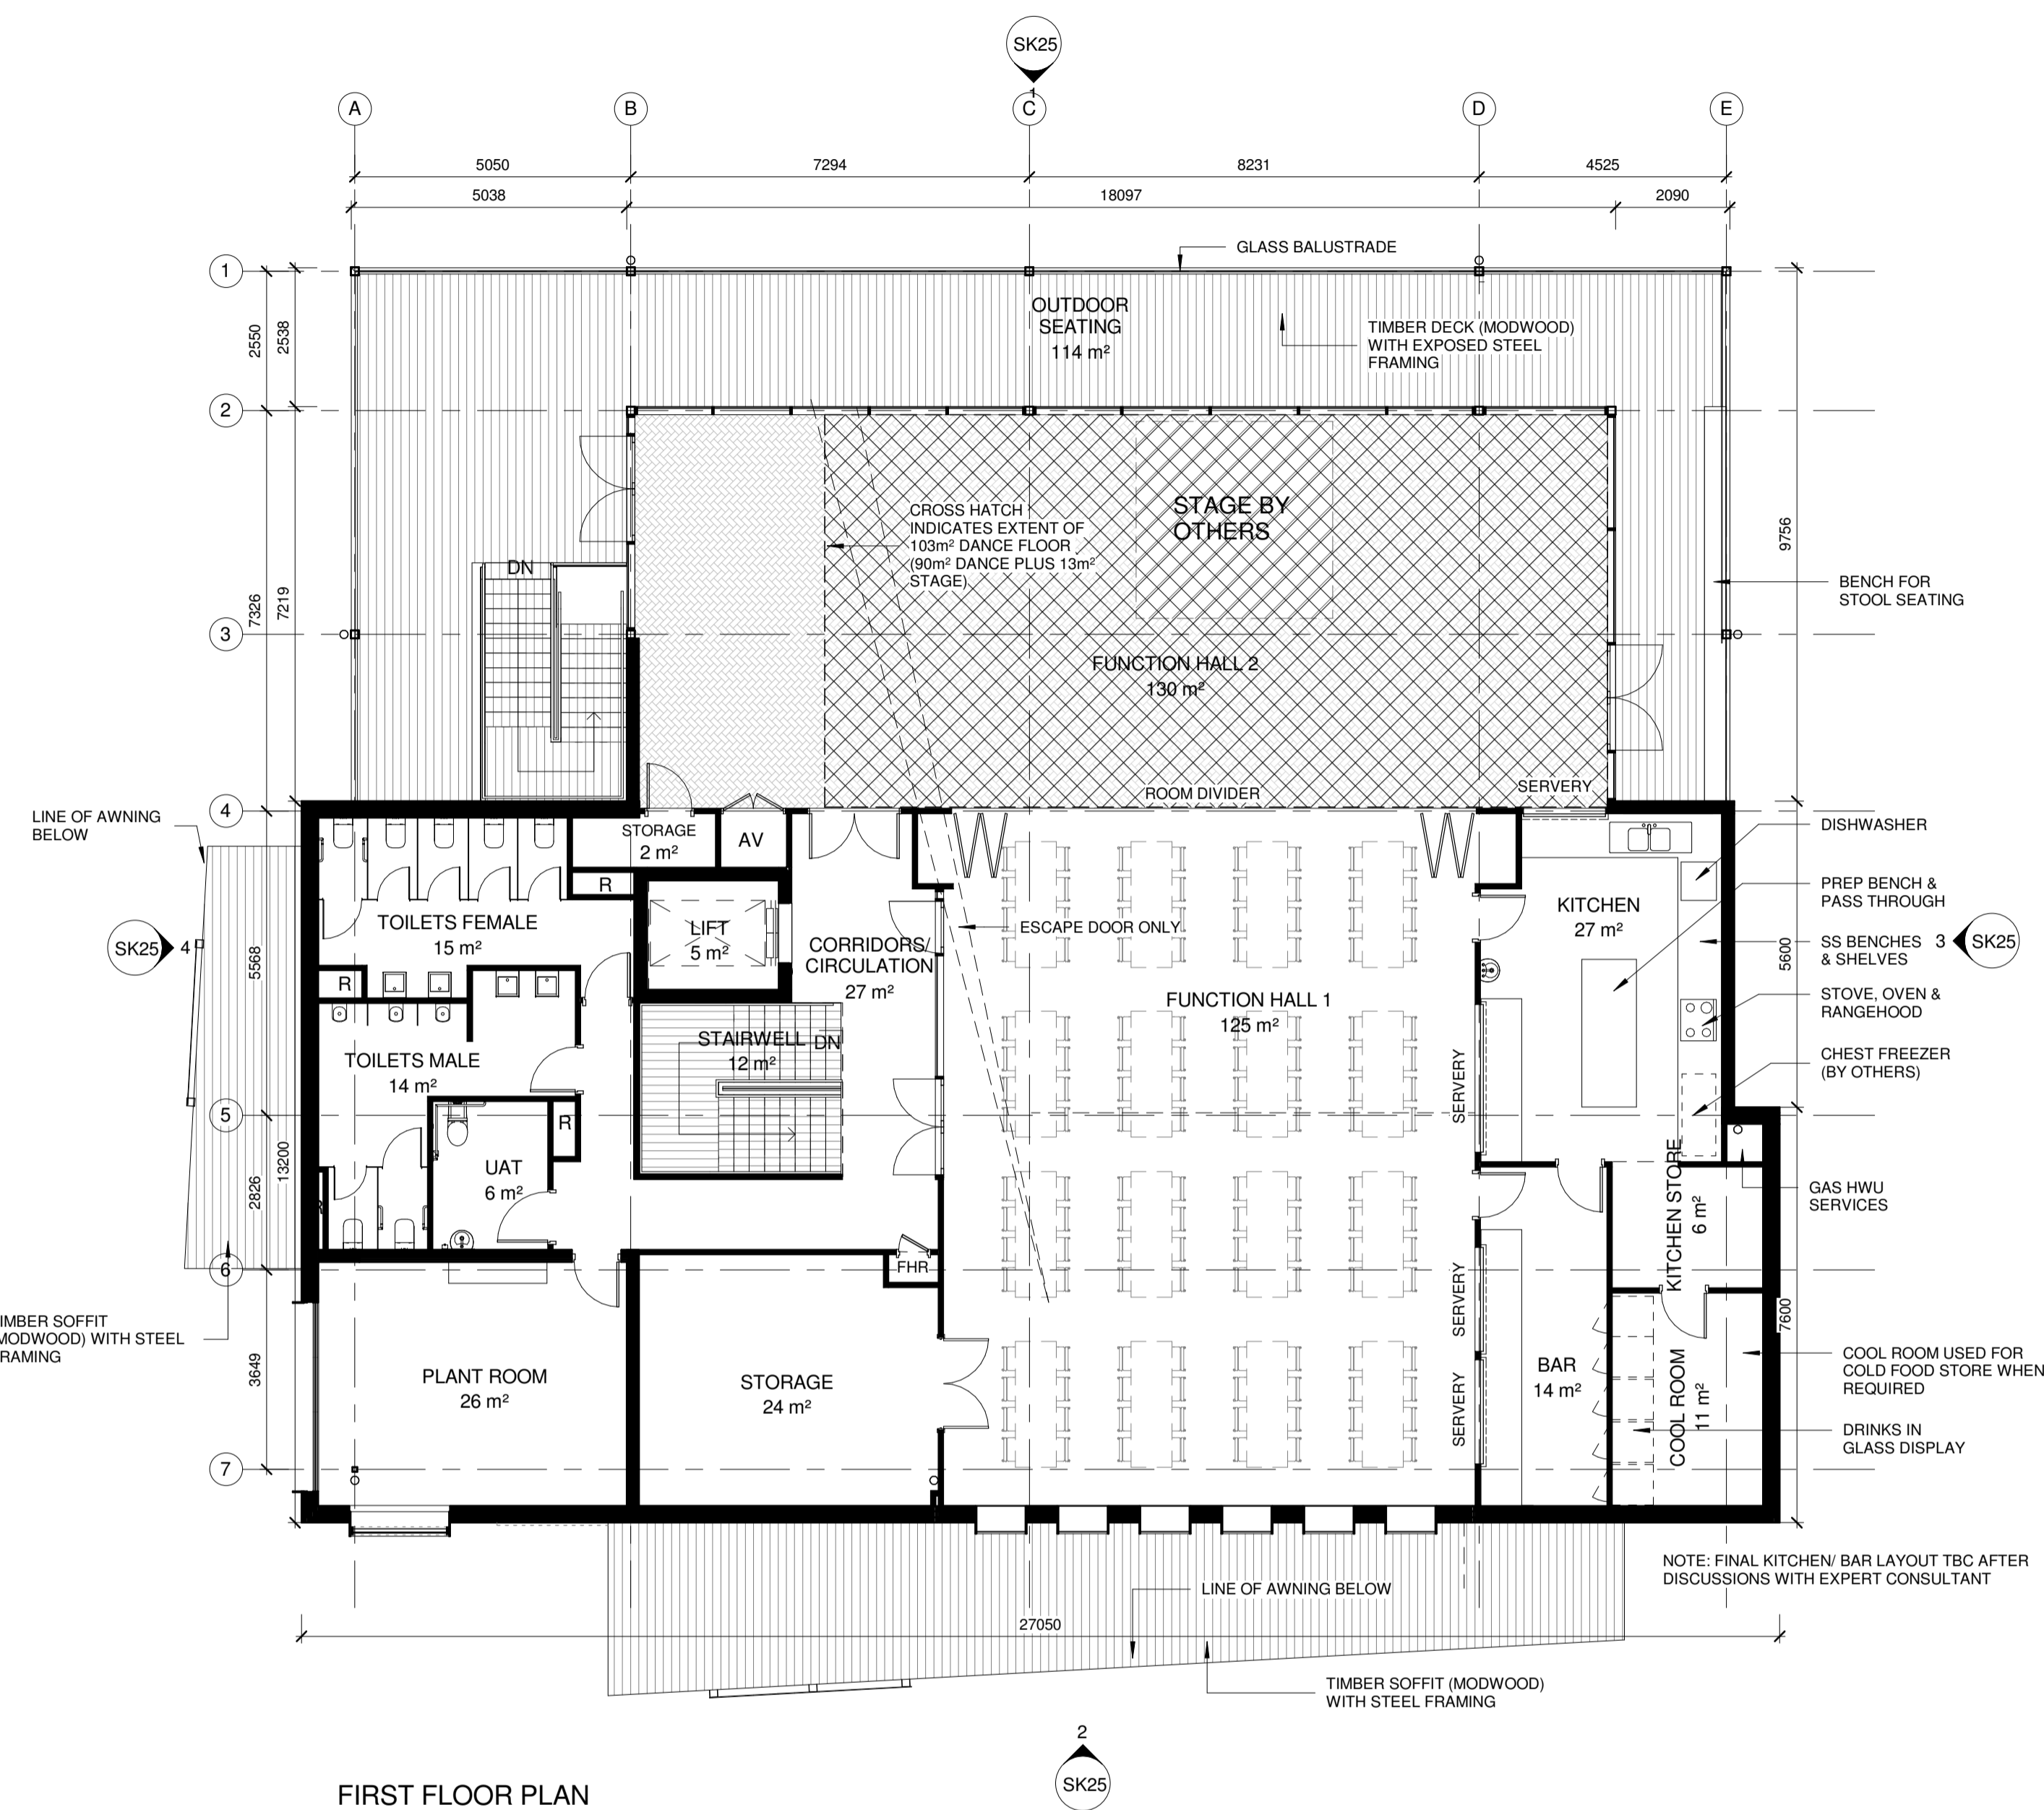 SK25
1
A
B
C
D
E
5050
7294
8231
4525
5038
18097
2090
GLASS BALUSTRADE
1
2
3
4
5
6
7
2550
2538
7326
7219
5568
2826
13200
3649
9756
5600
7600
OUTDOOR
SEATING
114 m²
TIMBER DECK (MODWOOD)
WITH EXPOSED STEEL
FRAMING
STAGE BY
OTHERS
CROSS HATCH
INDICATES EXTENT OF
103m² DANCE FLOOR
(90m² DANCE PLUS 13m²
STAGE)
DN
BENCH FOR
STOOL SEATING
FUNCTION HALL 2
130 m²
ROOM DIVIDER
SERVERY
LINE OF AWNING
BELOW
STORAGE
2 m²
AV
R
DISHWASHER
PREP BENCH &
PASS THROUGH
KITCHEN
27 m²
TOILETS FEMALE
15 m²
LIFT
5 m²
ESCAPE DOOR ONLY
CORRIDORS/
CIRCULATION
27 m²
SS BENCHES
& SHELVES
3
SK25
SK25
4
R
FUNCTION HALL 1
125 m²
STOVE, OVEN &
RANGEHOOD
STAIRWELL
12 m²
DN
TOILETS MALE
14 m²
CHEST FREEZER
(BY OTHERS)
SERVERY
R
UAT
6 m²
KITCHEN STORE
6 m²
GAS HWU
SERVICES
FHR
SERVERY
IMBER SOFFIT
MODWOOD) WITH STEEL
RAMING
PLANT ROOM
26 m²
STORAGE
24 m²
SERVERY
BAR
14 m²
COOL ROOM
11 m²
COOL ROOM USED FOR
COLD FOOD STORE WHEN
REQUIRED
DRINKS IN
GLASS DISPLAY
NOTE: FINAL KITCHEN/ BAR LAYOUT TBC AFTER
DISCUSSIONS WITH EXPERT CONSULTANT
LINE OF AWNING BELOW
27050
TIMBER SOFFIT (MODWOOD)
WITH STEEL FRAMING
2
SK25
FIRST FLOOR PLAN